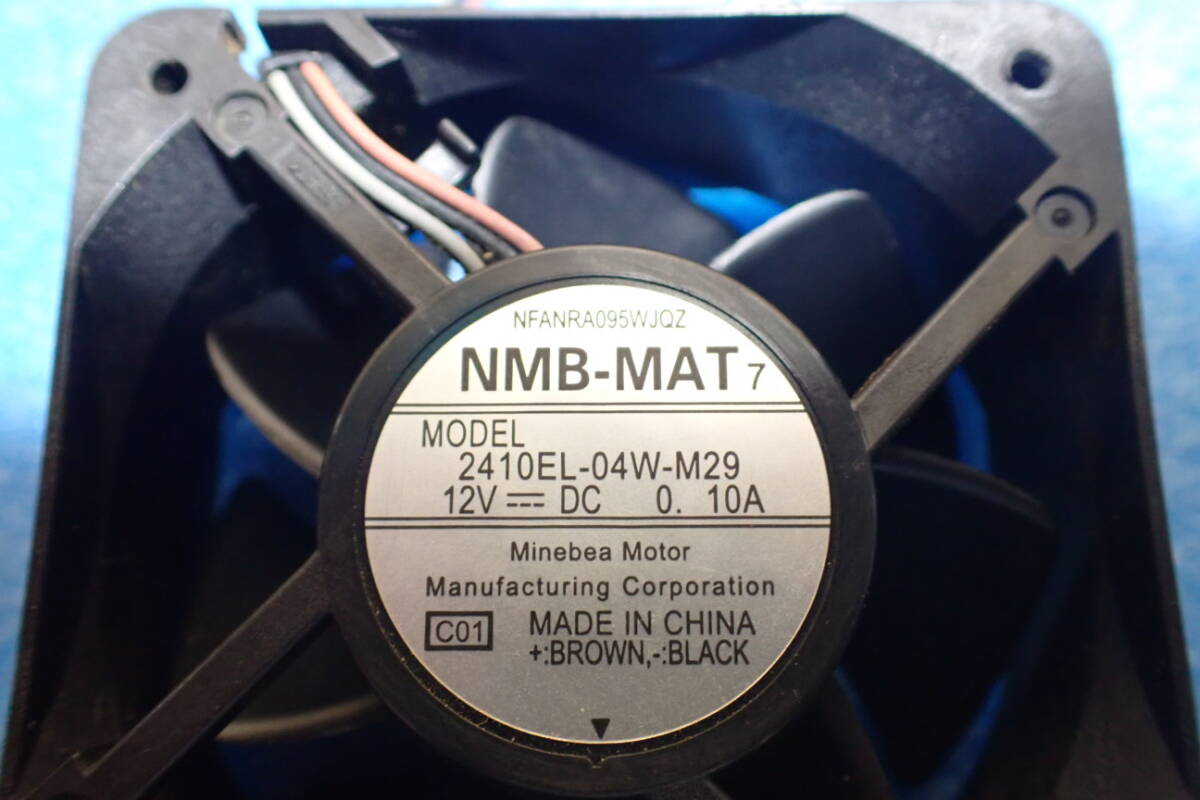 NFANRA095WJQZ
NMB-MAT 7
MODEL
2410EL-04W-M29
12V ⎓ DC 0. 10A
Minebea Motor
Manufacturing Corporation
C01 MADE IN CHINA
+:BROWN,-:BLACK